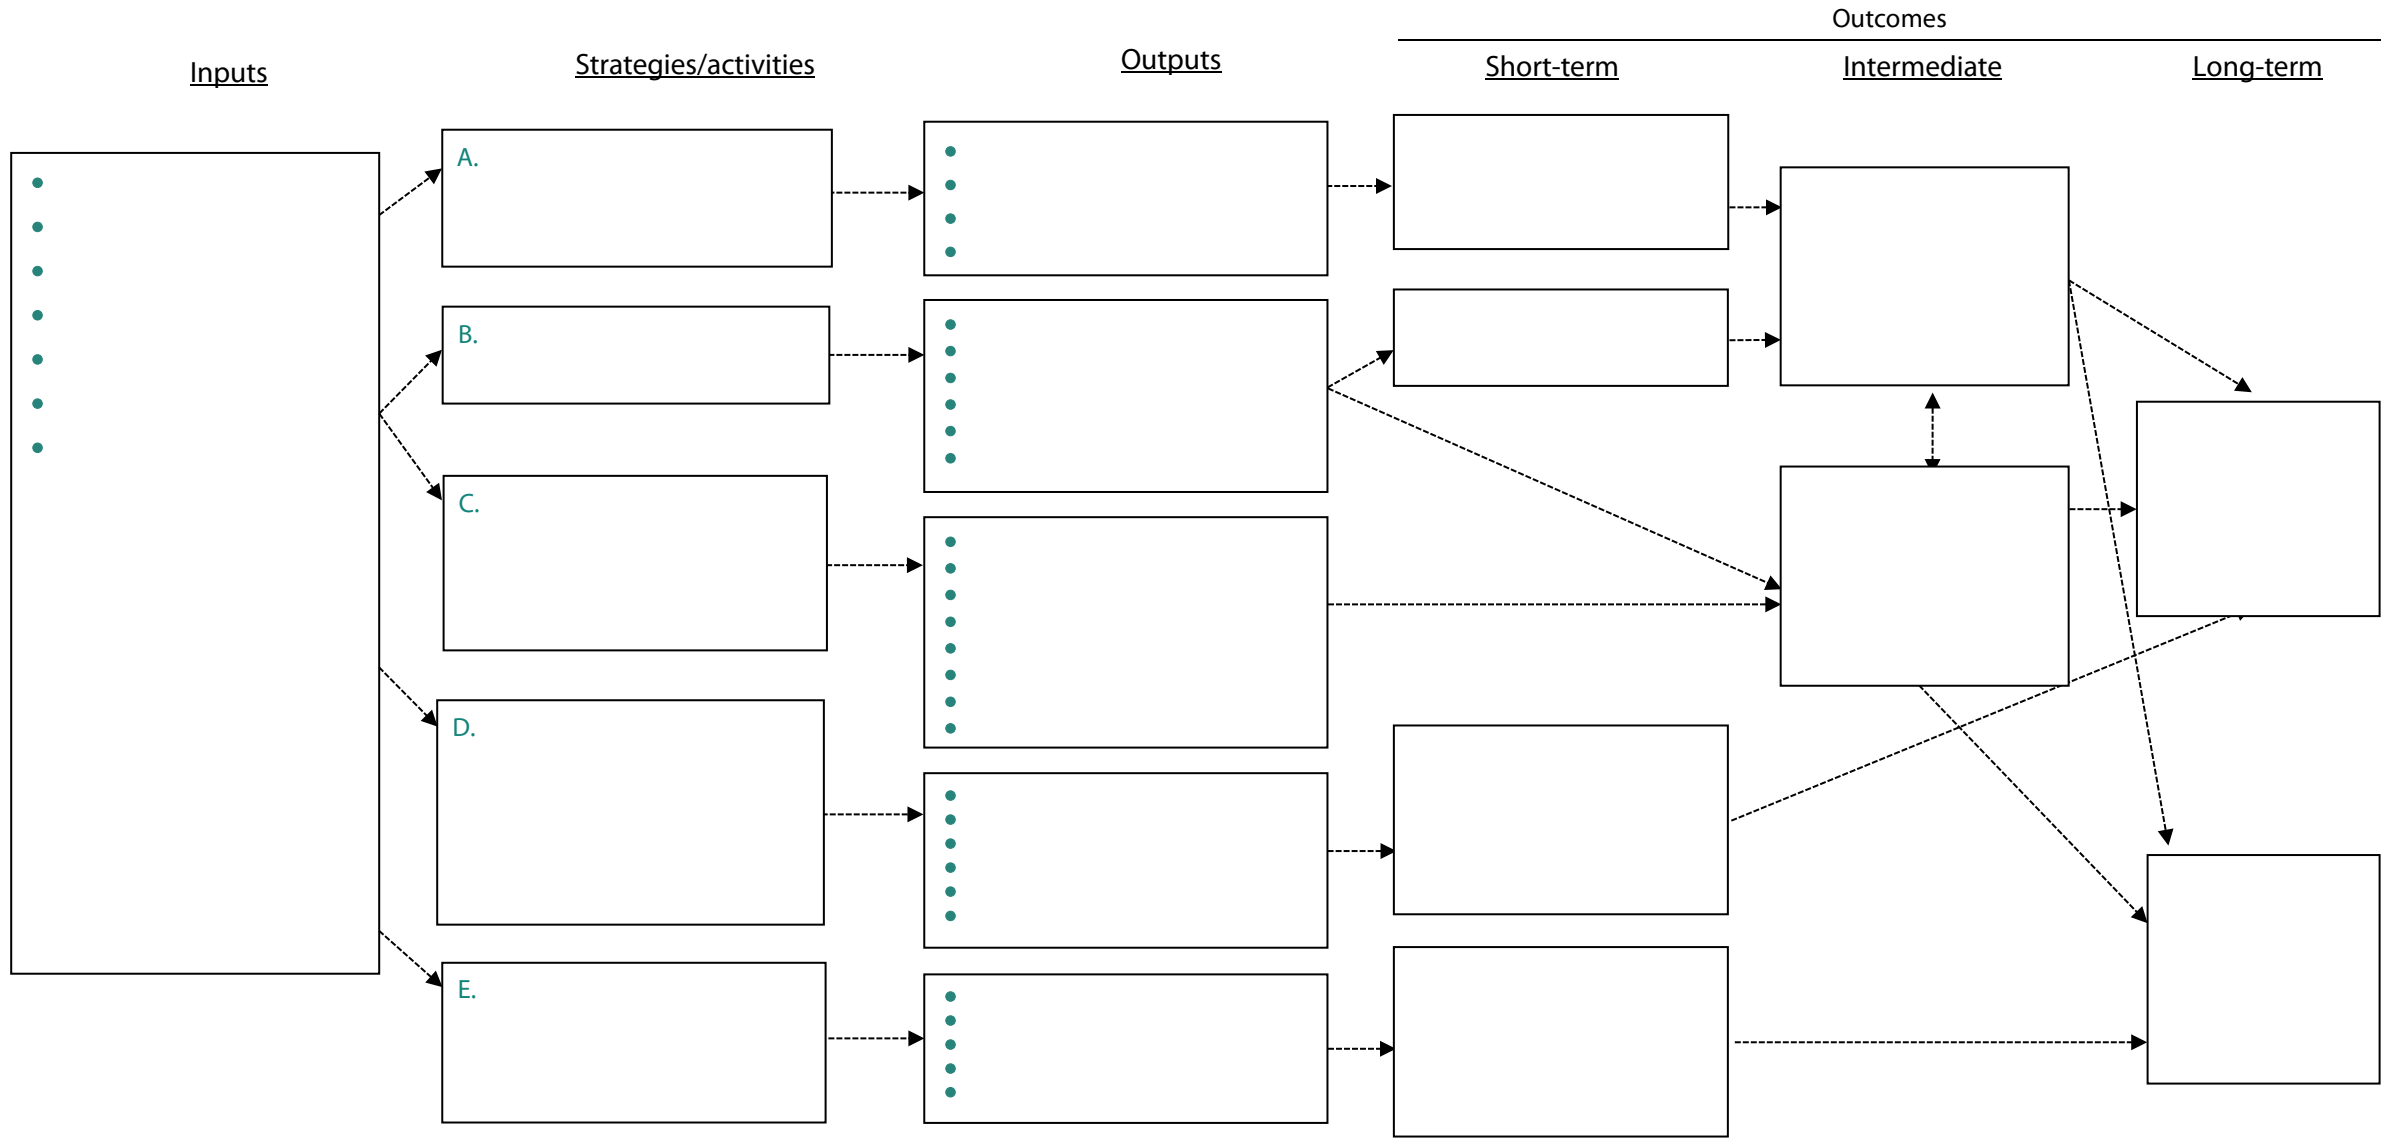 Outcomes
Inputs
Strategies/activities
Outputs
Short-term
Intermediate
Long-term
A.
B.
C.
D.
E.